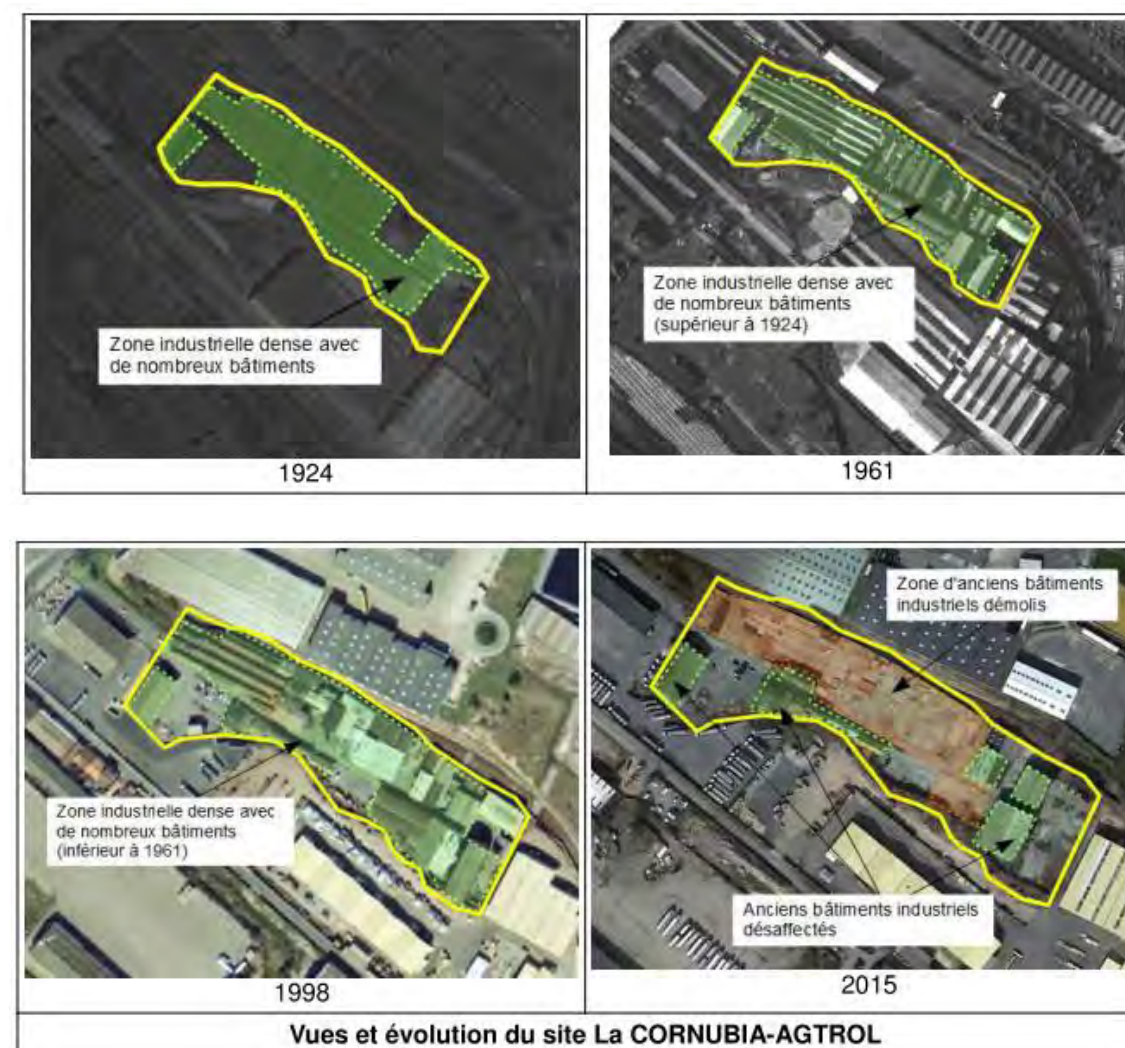 Zone industrielle dense avec
de nombreux bâtiments
1924
Zone industrielle dense avec
de nombreux bâtiments
(supérieur à 1924)
1961
Zone industrielle dense avec
de nombreux bâtiments
(inférieur à 1961)
1998
Zone d'anciens bâtiments
industriels démolis
Anciens bâtiments industriels
désaffectés
2015
Vues et évolution du site La CORNUBIA-AGTROL